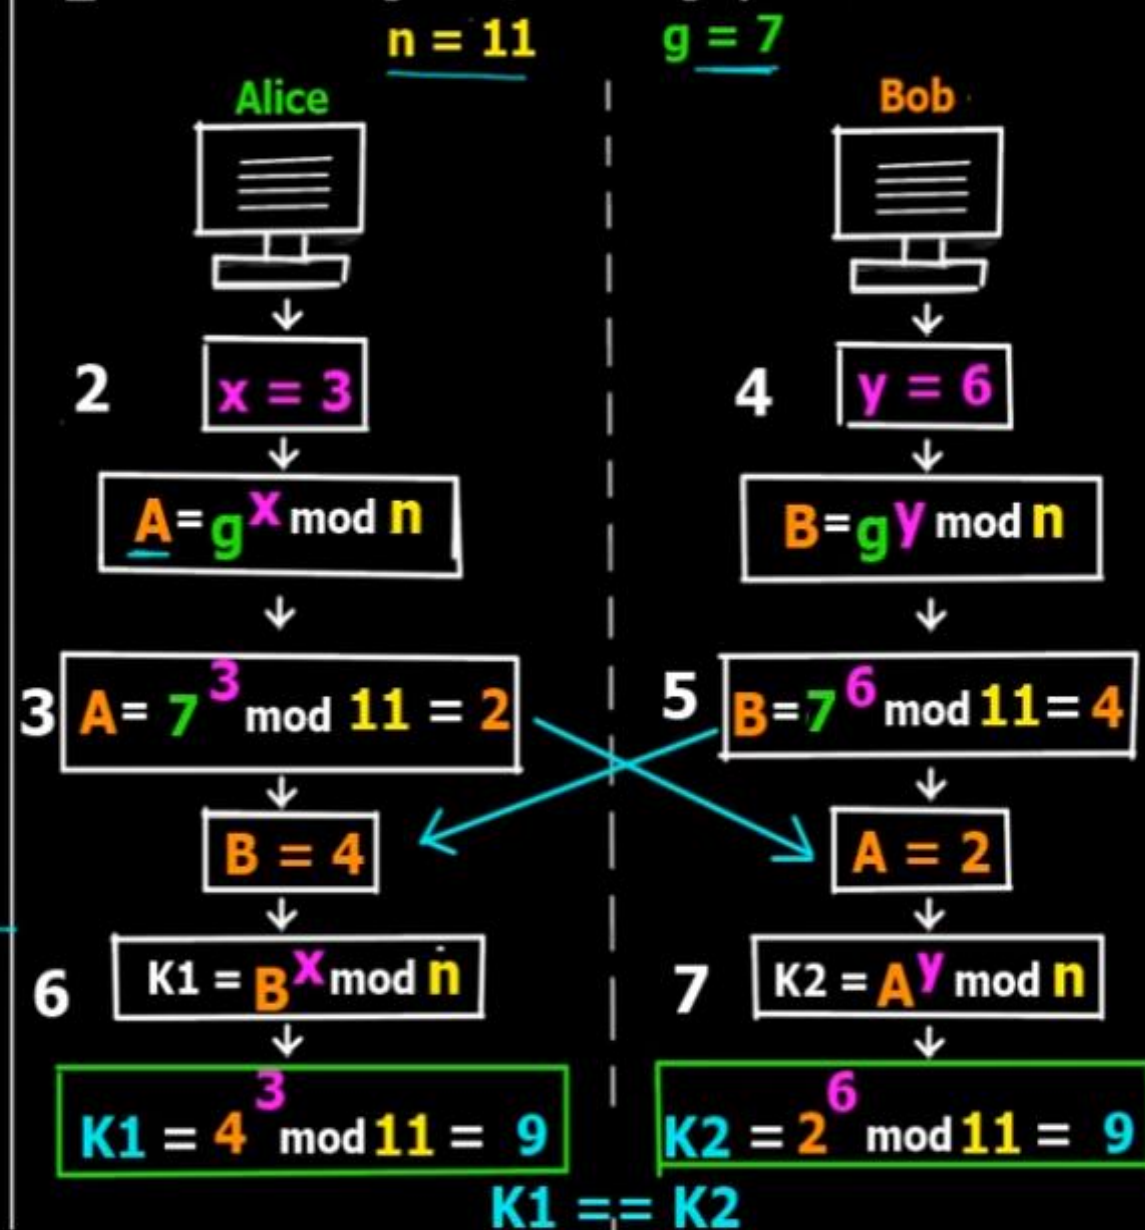 n = 11 g = 7
Alice Bob
2 x = 3 4 y = 6
A=g^x mod n B=g^y mod n
3 A= 7^3 mod 11 = 2 5 B=7^6 mod 11= 4
B = 4 A = 2
6 K1 = B^x mod n 7 K2 = A^y mod n
K1 = 4^3 mod 11 = 9 K2 = 2^6 mod 11 = 9
K1 == K2